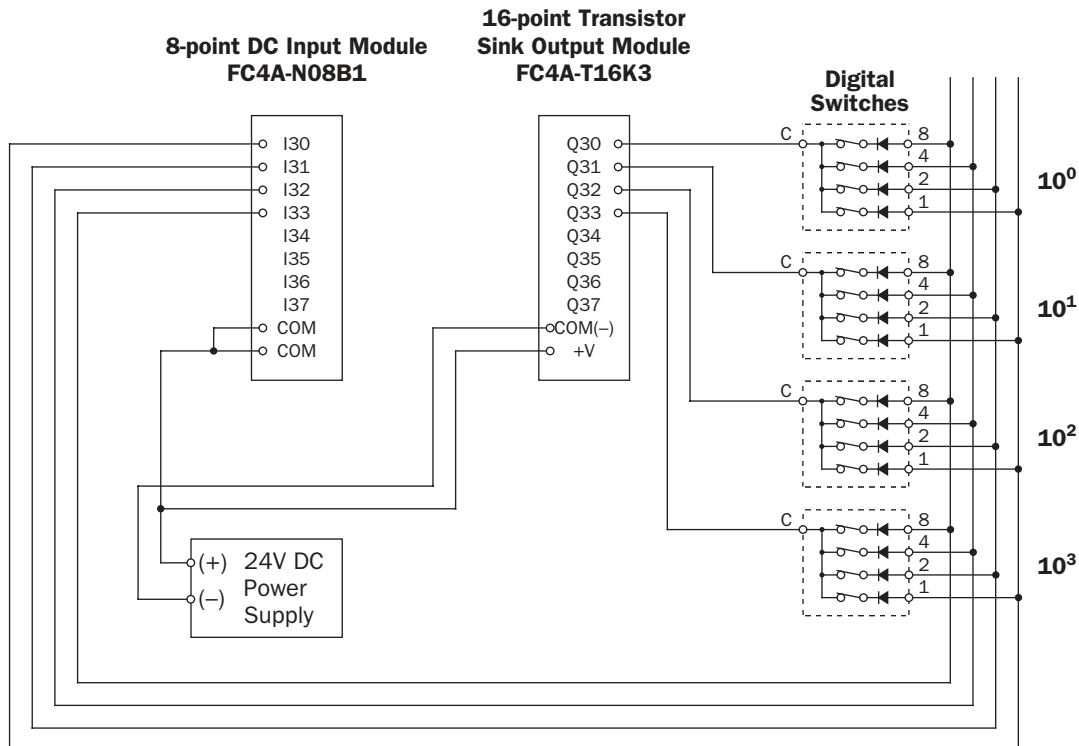 16-point Transistor
Sink Output Module
FC4A-T16K3
8-point DC Input Module
FC4A-N08B1
Digital
Switches
I30
I31
I32
I33
I34
I35
I36
I37
COM
COM
Q30
Q31
Q32
Q33
Q34
Q35
Q36
Q37
COM(–)
+V
C
8
4
2
1
10⁰
C
8
4
2
1
10¹
C
8
4
2
1
10²
C
8
4
2
1
10³
(+) 24V DC
Power
(–) Supply